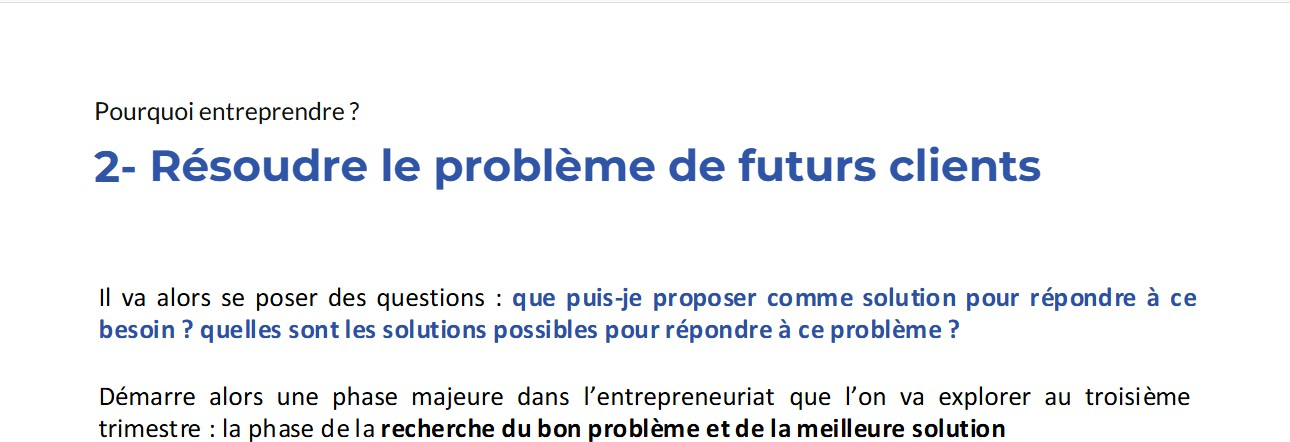 Pourquoi entreprendre ?
2- Résoudre le problème de futurs clients
Il va alors se poser des questions : que puis-je proposer comme solution pour répondre à ce
besoin ? quelles sont les solutions possibles pour répondre à ce problème ?
Démarre alors une phase majeure dans l’entrepreneuriat que l’on va explorer au troisième
trimestre : la phase de la recherche du bon problème et de la meilleure solution